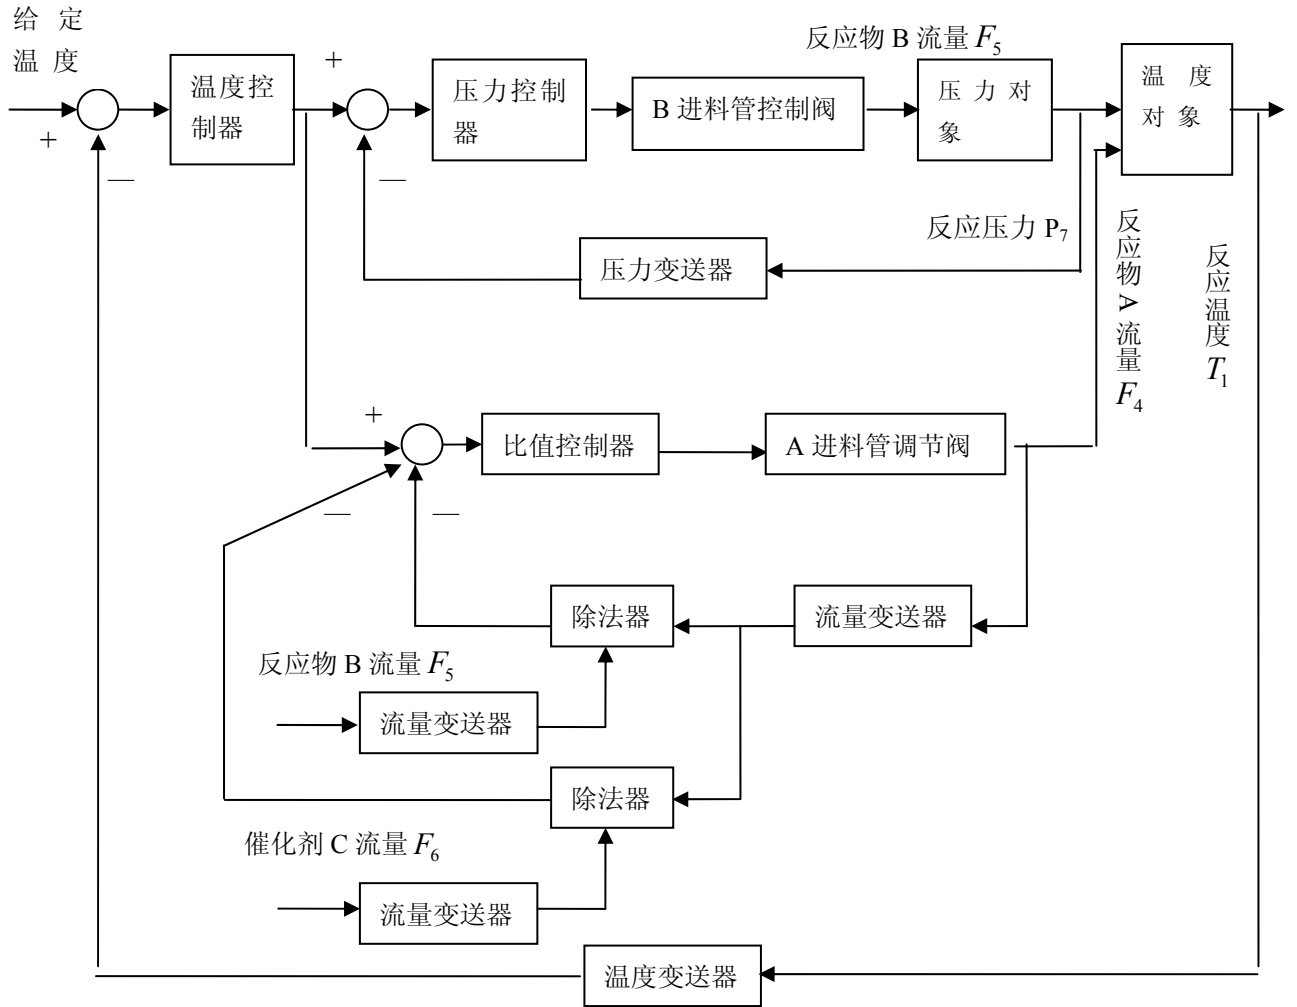 给 定
温 度
反应物 B 流量 F₅
+
温度控
制器
压力控制
器
B 进料管控制阀
压 力 对
象
温 度
对 象
+
—
—
反应压力 P₇
压力变送器
反应物 A 流量 F₄
反应温度 T₁
+
比值控制器
A 进料管调节阀
—
—
除法器
流量变送器
反应物 B 流量 F₅
流量变送器
除法器
催化剂 C 流量 F₆
流量变送器
温度变送器